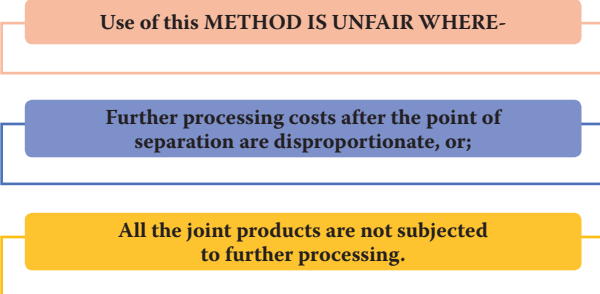 Use of this METHOD IS UNFAIR WHERE-
Further processing costs after the point of
separation are disproportionate, or;
All the joint products are not subjected
to further processing.